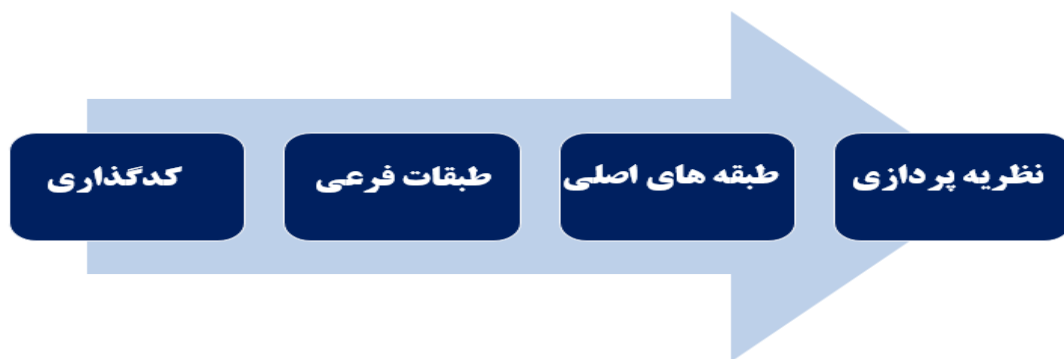 کدگذاری
طبقات فرعی
طبقه های اصلی
نظریه پردازی